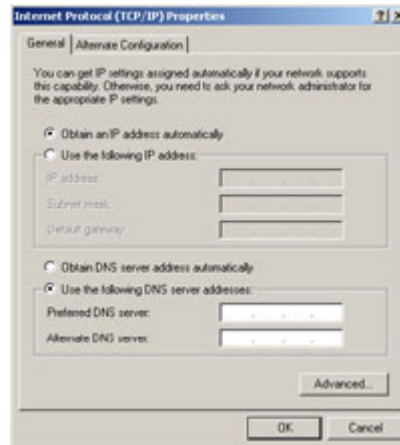 Internet Protocol (TCP/IP) Properties
General
Alternate Configuration
You can get IP settings assigned automatically if your network supports
this capability. Otherwise, you need to ask your network administrator for
the appropriate IP settings.
Obtain an IP address automatically
Use the following IP address:
IP address:
Subnet mask:
Default gateway:
Obtain DNS server address automatically
Use the following DNS server addresses:
Preferred DNS server:
Alternate DNS server:
Advanced...
OK
Cancel